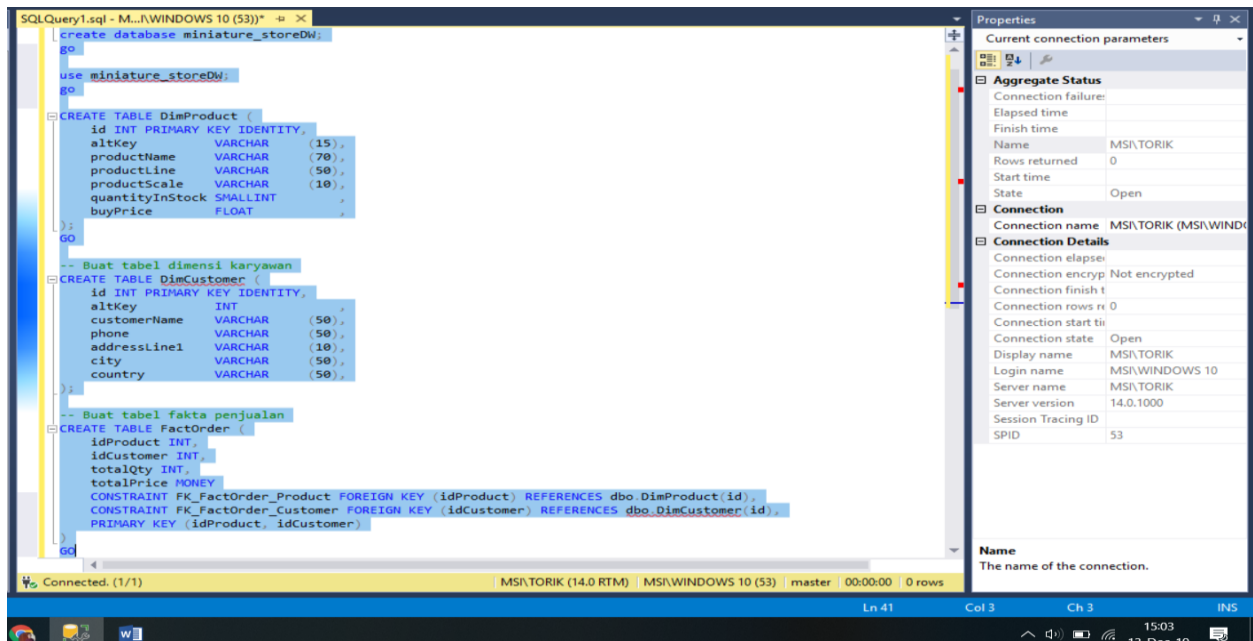 SQLQuery1.sql - M...I\WINDOWS 10 (53))*
create database miniature_storeDW;
go
use miniature_storeDW;
go
CREATE TABLE DimProduct (
id INT PRIMARY KEY IDENTITY,
altKey VARCHAR (15),
productName VARCHAR (70),
productLine VARCHAR (50),
productScale VARCHAR (10),
quantityInStock SMALLINT ,
buyPrice FLOAT ,
);
GO
-- Buat tabel dimensi karyawan
CREATE TABLE DimCustomer (
id INT PRIMARY KEY IDENTITY,
altKey INT ,
customerName VARCHAR (50),
phone VARCHAR (50),
addressLine1 VARCHAR (10),
city VARCHAR (50),
country VARCHAR (50),
);
-- Buat tabel fakta penjualan
CREATE TABLE FactOrder (
idProduct INT,
idCustomer INT,
totalQty INT,
totalPrice MONEY
CONSTRAINT FK_FactOrder_Product FOREIGN KEY (idProduct) REFERENCES dbo.DimProduct(id),
CONSTRAINT FK_FactOrder_Customer FOREIGN KEY (idCustomer) REFERENCES dbo.DimCustomer(id),
PRIMARY KEY (idProduct, idCustomer)
)
GO
Connected. (1/1) MSI\TORIK (14.0 RTM) MSI\WINDOWS 10 (53) master 00:00:00 0 rows
Properties
Current connection parameters
Aggregate Status
Connection failure
Elapsed time
Finish time
Name MSI\TORIK
Rows returned 0
Start time
State Open
Connection
Connection name MSI\TORIK (MSI\WIND
Connection Details
Connection elapse
Connection encryp Not encrypted
Connection finish t
Connection rows re 0
Connection start ti
Connection state Open
Display name MSI\TORIK
Login name MSI\WINDOWS 10
Server name MSI\TORIK
Server version 14.0.1000
Session Tracing ID
SPID 53
Name
The name of the connection.
Ln 41 Col 3 Ch 3 INS
15:03